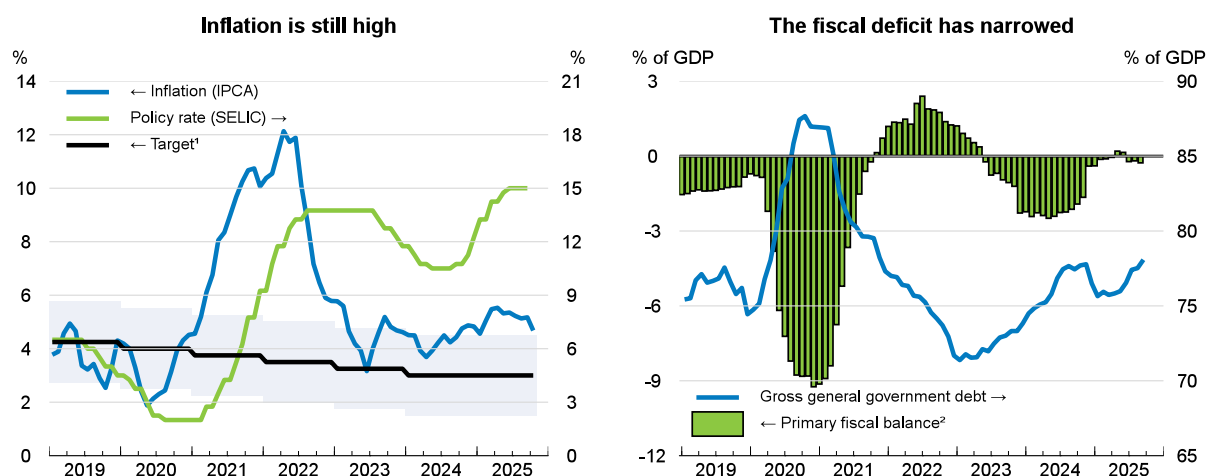 Inflation is still high
%
%
14
12
10
8
6
4
2
0
21
18
15
12
9
6
3
0
← Inflation (IPCA)
Policy rate (SELIC) →
← Target¹
2019 2020 2021 2022 2023 2024 2025
The fiscal deficit has narrowed
% of GDP
% of GDP
3
0
-3
-6
-9
-12
90
85
80
75
70
65
Gross general government debt →
← Primary fiscal balance²
2019 2020 2021 2022 2023 2024 2025